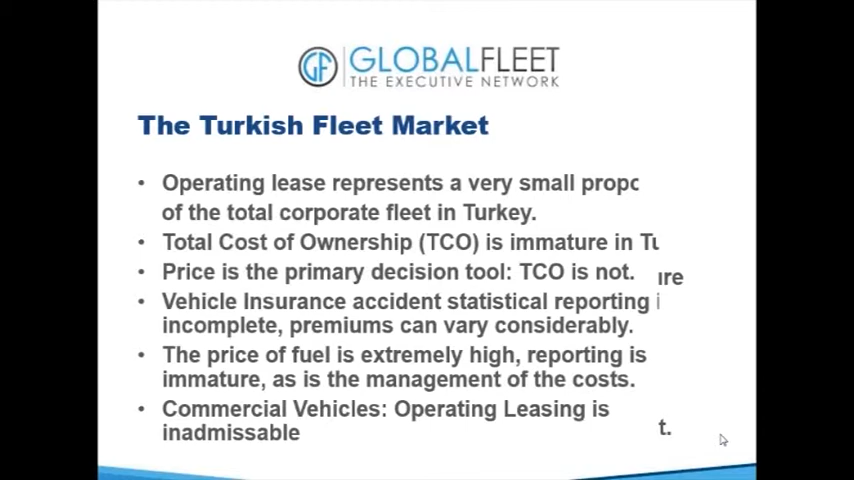 GF GLOBALFLEET
THE EXECUTIVE NETWORK
The Turkish Fleet Market
• Operating lease represents a very small
of the total corporate fleet in Turkey.
• Total Cost of Ownership (TCO) is immature in
• Price is the primary decision tool: TCO is not.
• Vehicle Insurance accident statistical reporting
incomplete, premiums can vary considerably.
• The price of fuel is extremely high, reporting is
immature, as is the management of the costs.
• Commercial Vehicles: Operating Leasing is
inadmissable